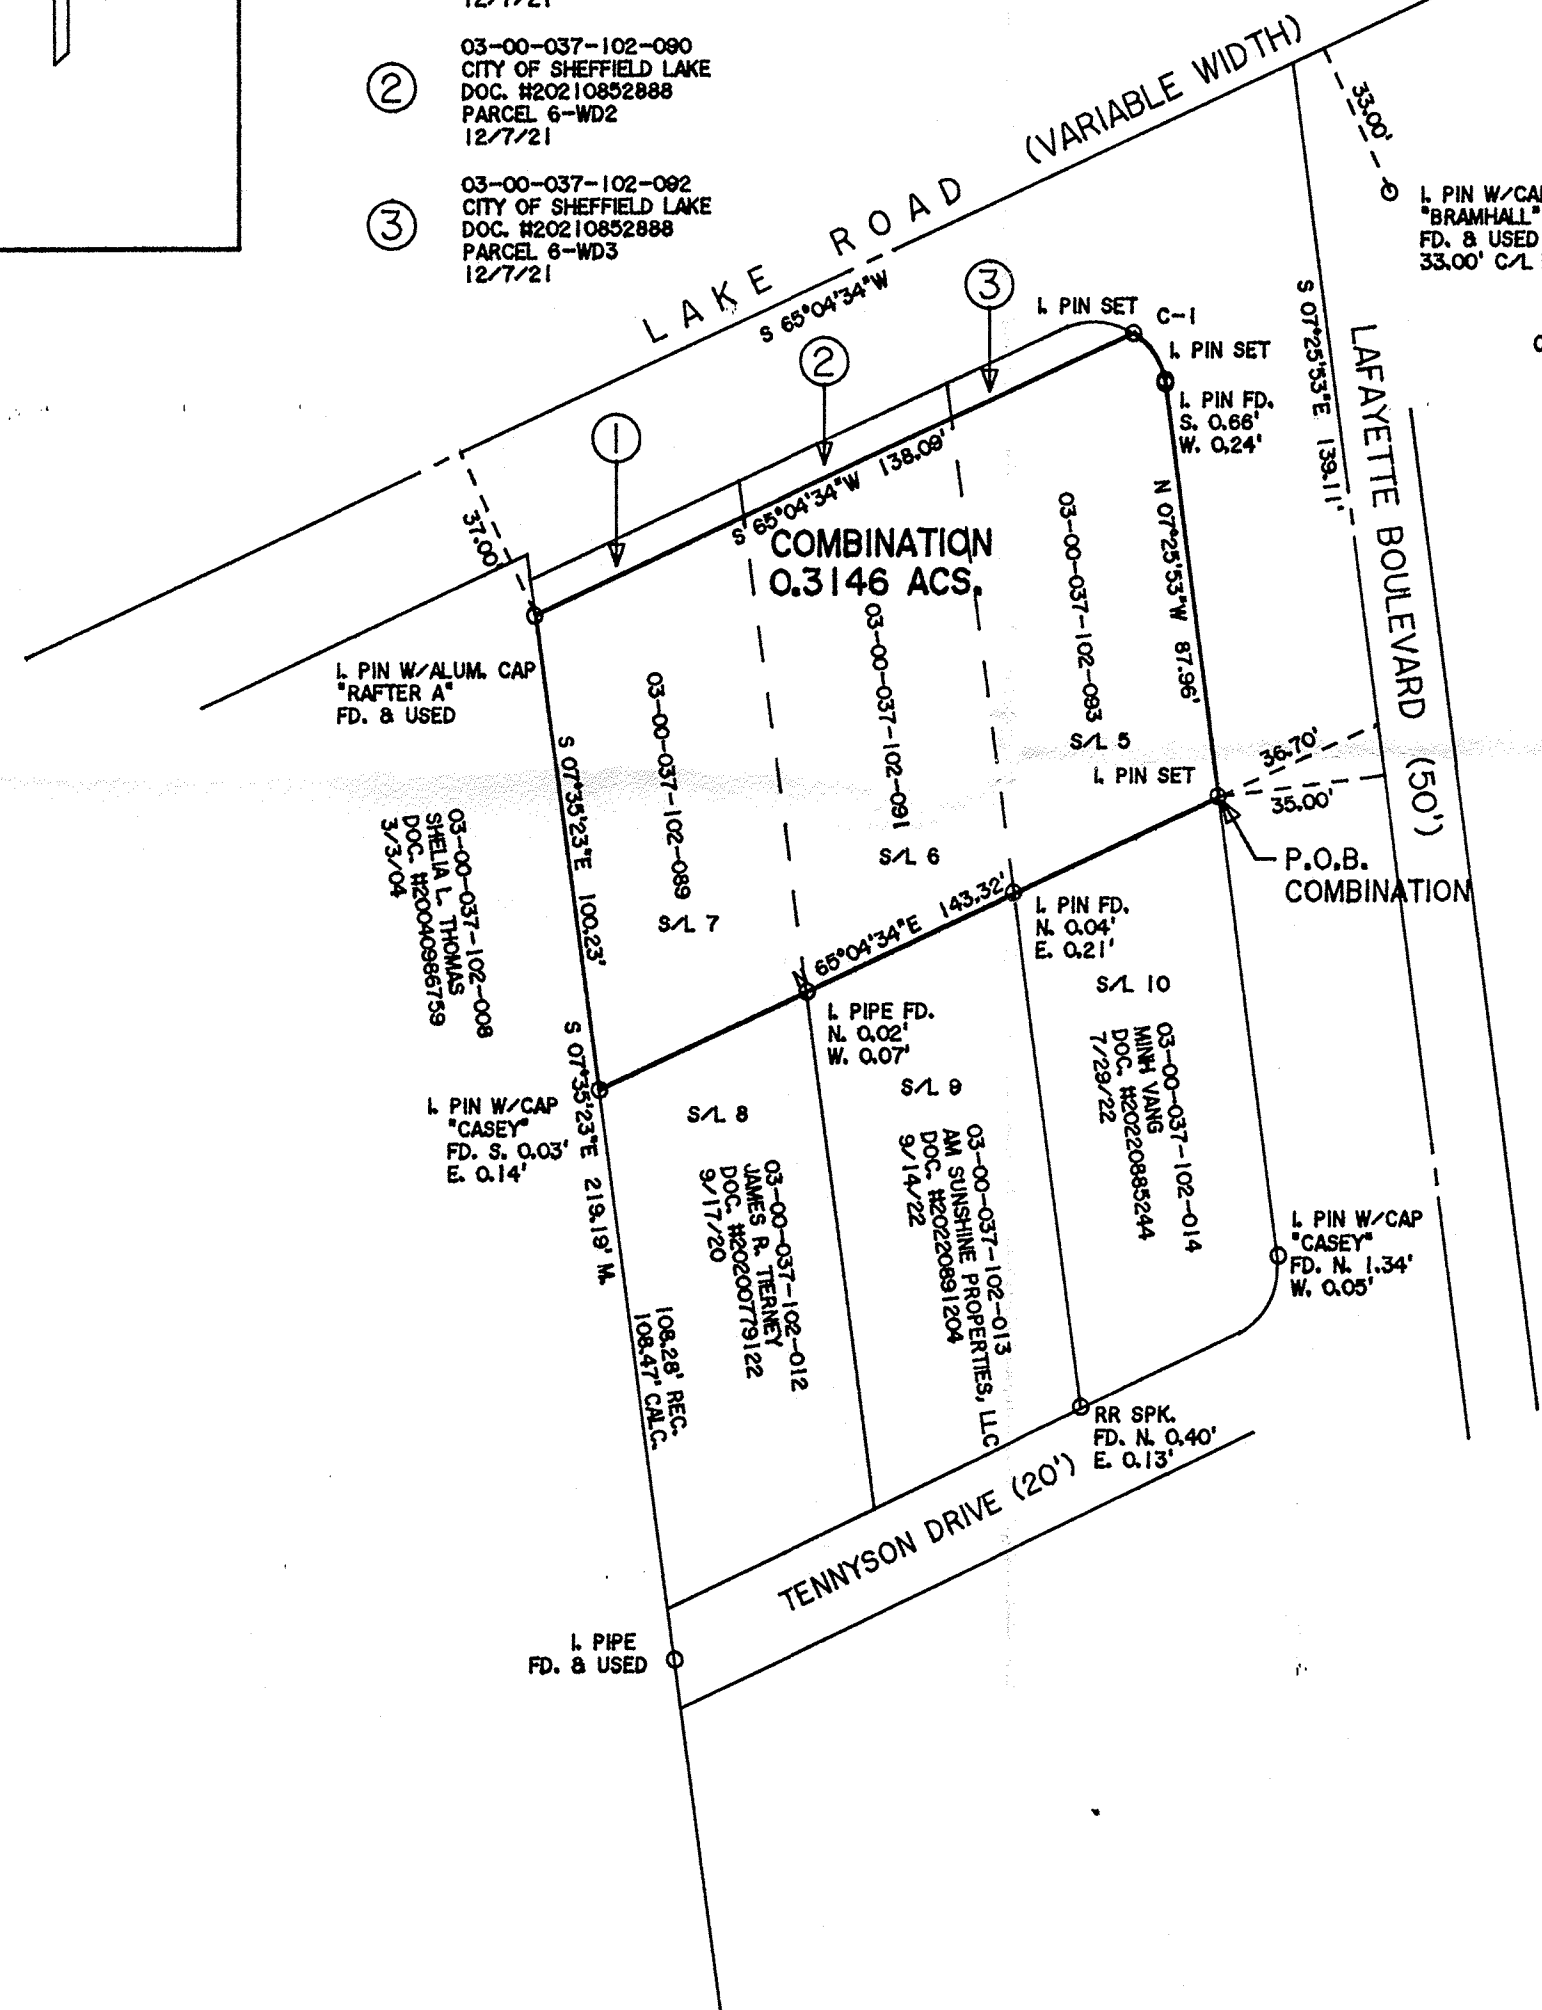 12/7/21
2
03-00-037-102-090
CITY OF SHEFFIELD LAKE
DOC. #20210852888
PARCEL 6-WD2
12/7/21
3
03-00-037-102-092
CITY OF SHEFFIELD LAKE
DOC. #20210852888
PARCEL 6-WD3
12/7/21
LAKE ROAD (VARIABLE WIDTH)
S 65°04'34"W
33.00'
I. PIN W/CAP
"BRAMHALL"
FD. & USED
33.00' C/L
1
2
3
I. PIN SET
C-1
I. PIN SET
I. PIN FD.
S. 0.66'
W. 0.24'
S 07°25'53"E 139.11'
LAFAYETTE BOULEVARD (50')
37.00'
S 65°04'34"W 138.09'
COMBINATION
0.3146 ACS.
N 07°25'53"W 87.96'
I. PIN W/ALUM. CAP
"RAFTER A"
FD. & USED
03-00-037-102-089
S/L 7
03-00-037-102-091
S/L 6
03-00-037-102-093
S/L 5
I. PIN SET
36.70'
35.00'
P.O.B.
COMBINATION
S 07°35'23"E 100.23'
03-00-037-102-008
SHELIA L. THOMAS
DOC. #20040986759
3/3/04
N 65°04'34"E 143.32'
I. PIN FD.
N. 0.04'
E. 0.21'
I. PIPE FD.
N. 0.02'
W. 0.07'
I. PIN W/CAP
"CASEY"
FD. S. 0.03'
E. 0.14'
S 07°35'23"E 219.19' M.
S/L 8
03-00-037-102-012
JAMES R. TIERNEY
DOC. #20200779122
9/17/20
S/L 9
03-00-037-102-013
AM SUNSHINE PROPERTIES, LLC
DOC. #20220891204
9/14/22
S/L 10
03-00-037-102-014
MINH VANG
DOC. #20220885244
7/29/22
108.28' REC.
108.47' CALC.
I. PIN W/CAP
"CASEY"
FD. N. 1.34'
W. 0.05'
RR SPK.
FD. N. 0.40'
E. 0.13'
TENNYSON DRIVE (20')
I. PIPE
FD. & USED